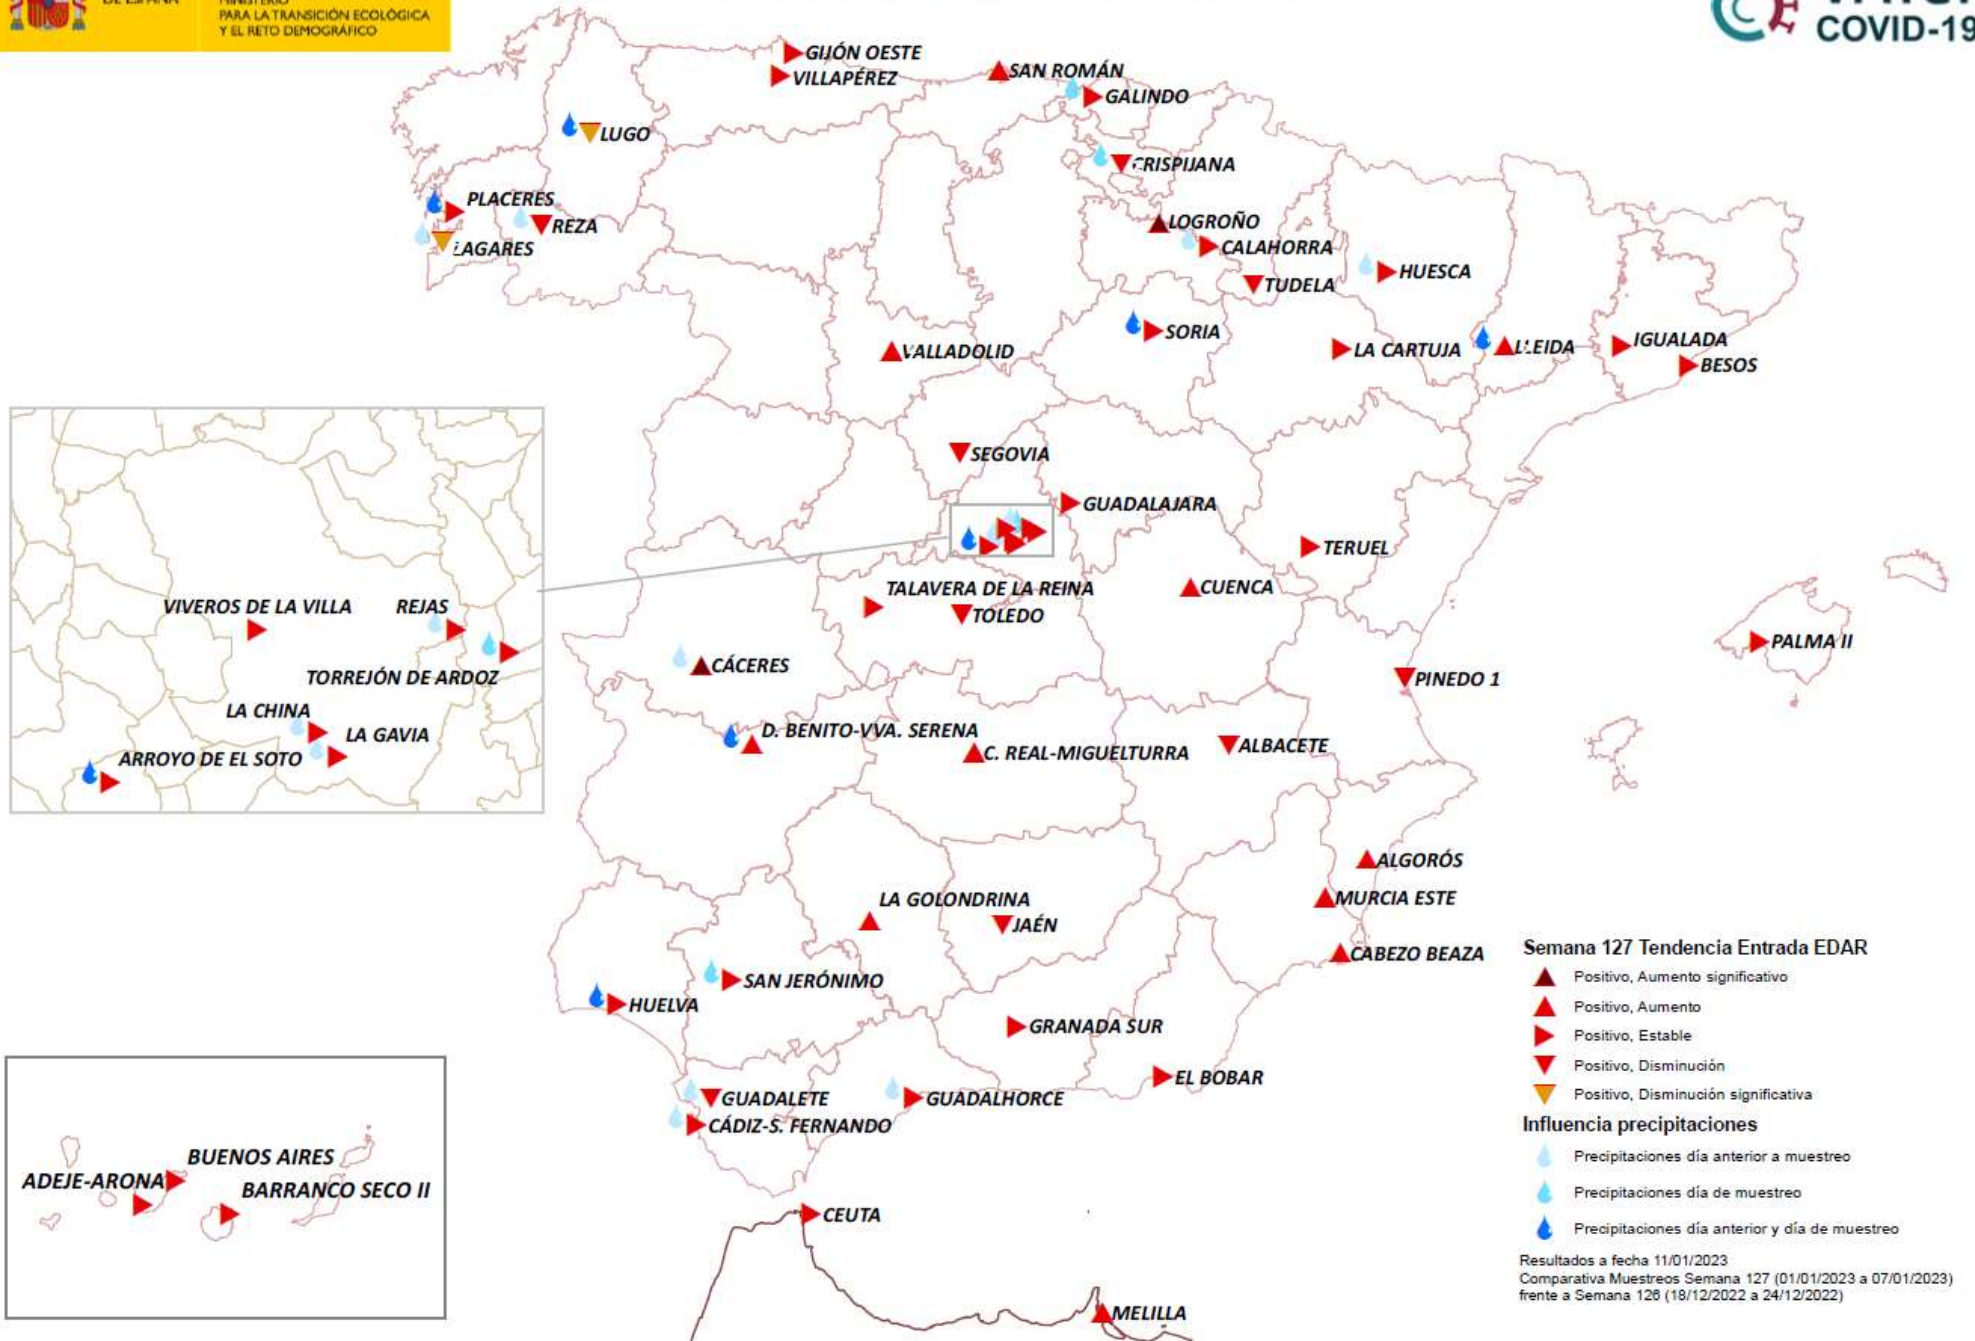 PARA LA TRANSICIÓN ECOLÓGICA
Y EL RETO DEMOGRÁFICO
COVID-19
GIJÓN OESTE
VILLAPÉREZ
SAN ROMÁN
GALINDO
LUGO
CRISPIJANA
PLACERES
REZA
LAGARES
LOGROÑO
CALAHORRA
HUESCA
TUDELA
SORIA
VALLADOLID
LA CARTUJA
LLEIDA
IGUALADA
BESOS
SEGOVIA
GUADALAJARA
TERUEL
TALAVERA DE LA REINA
CUENCA
TOLEDO
VIVEROS DE LA VILLA
REJAS
TORREJÓN DE ARDOZ
LA CHINA
LA GAVIA
ARROYO DE EL SOTO
PALMA II
CÁCERES
PINEDO 1
D. BENITO-VVA. SERENA
C. REAL-MIGUELTURRA
ALBACETE
ALGORÓS
LA GOLONDRINA
MURCIA ESTE
JAÉN
CABEZO BEAZA
SAN JERÓNIMO
HUELVA
GRANADA SUR
EL BOBAR
GUADALETE
GUADALHORCE
CÁDIZ-S. FERNANDO
BUENOS AIRES
ADEJE-ARONA
BARRANCO SECO II
CEUTA
MELILLA
Semana 127 Tendencia Entrada EDAR
Positivo, Aumento significativo
Positivo, Aumento
Positivo, Estable
Positivo, Disminución
Positivo, Disminución significativa
Influencia precipitaciones
Precipitaciones día anterior a muestreo
Precipitaciones día de muestreo
Precipitaciones día anterior y día de muestreo
Resultados a fecha 11/01/2023
Comparativa Muestreos Semana 127 (01/01/2023 a 07/01/2023)
frente a Semana 126 (18/12/2022 a 24/12/2022)